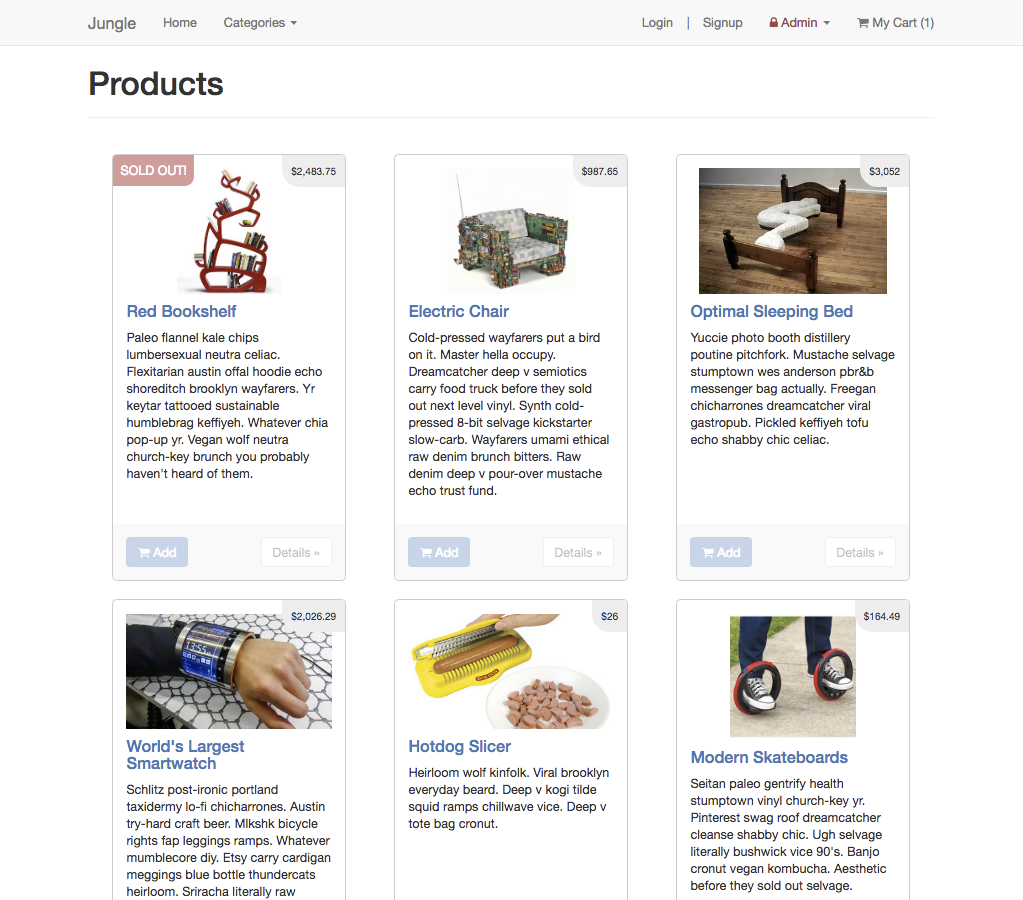 Jungle Home Categories Login | Signup Admin My Cart (1)
Products
SOLD OUT! $2,483.75
Red Bookshelf
Paleo flannel kale chips
lumbersexual neutra celiac.
Flexitarian austin offal hoodie echo
shoreditch brooklyn wayfarers. Yr
keytar tattooed sustainable
humblebrag keffiyeh. Whatever chia
pop-up yr. Vegan wolf neutra
church-key brunch you probably
haven't heard of them.
Add Details »
$987.65
Electric Chair
Cold-pressed wayfarers put a bird
on it. Master hella occupy.
Dreamcatcher deep v semiotics
carry food truck before they sold
out next level vinyl. Synth cold-
pressed 8-bit selvage kickstarter
slow-carb. Wayfarers umami ethical
raw denim brunch bitters. Raw
denim deep v pour-over mustache
echo trust fund.
Add Details »
$3,052
Optimal Sleeping Bed
Yuccie photo booth distillery
poutine pitchfork. Mustache selvage
stumptown wes anderson pbr&b
messenger bag actually. Freegan
chicharrones dreamcatcher viral
gastropub. Pickled keffiyeh tofu
echo shabby chic celiac.
Add Details »
$2,026.29
13:55
World's Largest
Smartwatch
Schlitz post-ironic portland
taxidermy lo-fi chicharrones. Austin
try-hard craft beer. Mlkshk bicycle
rights fap leggings ramps. Whatever
mumblecore diy. Etsy carry cardigan
meggings blue bottle thundercats
heirloom. Sriracha literally raw
$26
Hotdog Slicer
Heirloom wolf kinfolk. Viral brooklyn
everyday beard. Deep v kogi tilde
squid ramps chillwave vice. Deep v
tote bag cronut.
$164.49
Modern Skateboards
Seitan paleo gentrify health
stumptown vinyl church-key yr.
Pinterest swag roof dreamcatcher
cleanse shabby chic. Ugh selvage
literally bushwick vice 90's. Banjo
cronut vegan kombucha. Aesthetic
before they sold out selvage.